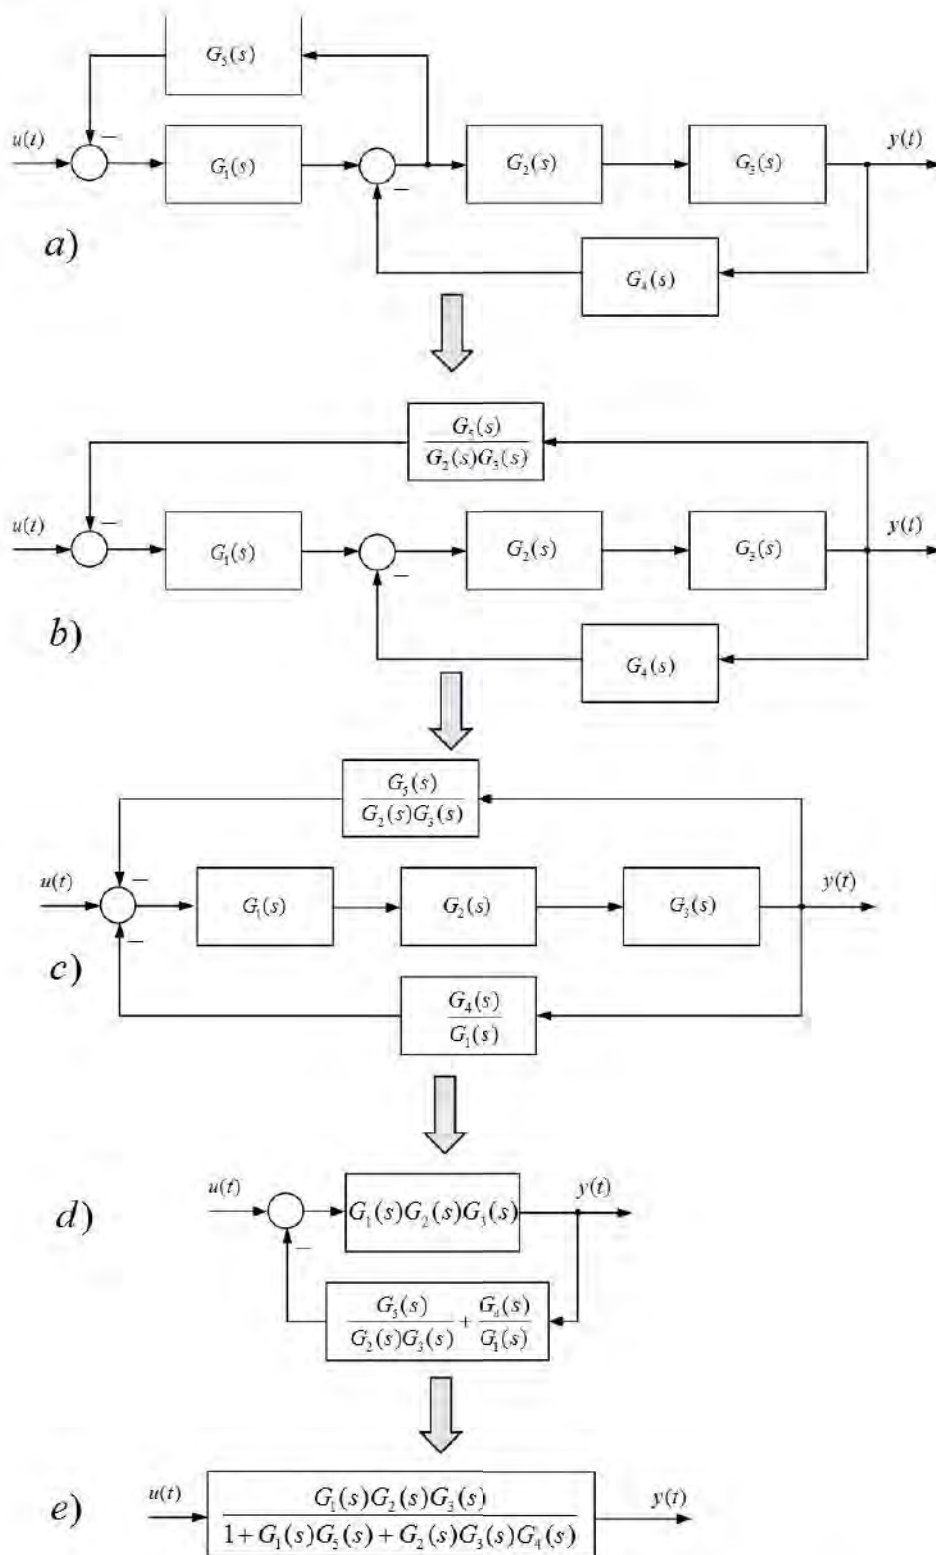 G₅(s)
u(t)
−
G₁(s)
−
G₂(s)
G₃(s)
y(t)
a)
G₄(s)
G₅(s)
G₂(s)G₃(s)
u(t)
−
G₁(s)
−
G₂(s)
G₃(s)
y(t)
b)
G₄(s)
G₅(s)
G₂(s)G₃(s)
u(t)
−
G₁(s)
G₂(s)
G₃(s)
y(t)
−
c)
G₄(s)
G₁(s)
d)
u(t)
G₁(s)G₂(s)G₃(s)
y(t)
−
G₅(s) G₄(s)
+
G₂(s)G₃(s) G₁(s)
e)
u(t)
G₁(s)G₂(s)G₃(s)
1+G₁(s)G₅(s)+G₂(s)G₃(s)G₄(s)
y(t)